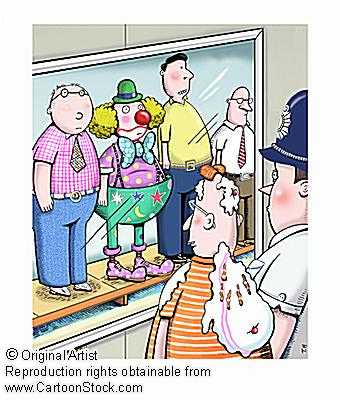 © Original Artist
Reproduction rights obtainable from
www.CartoonStock.com